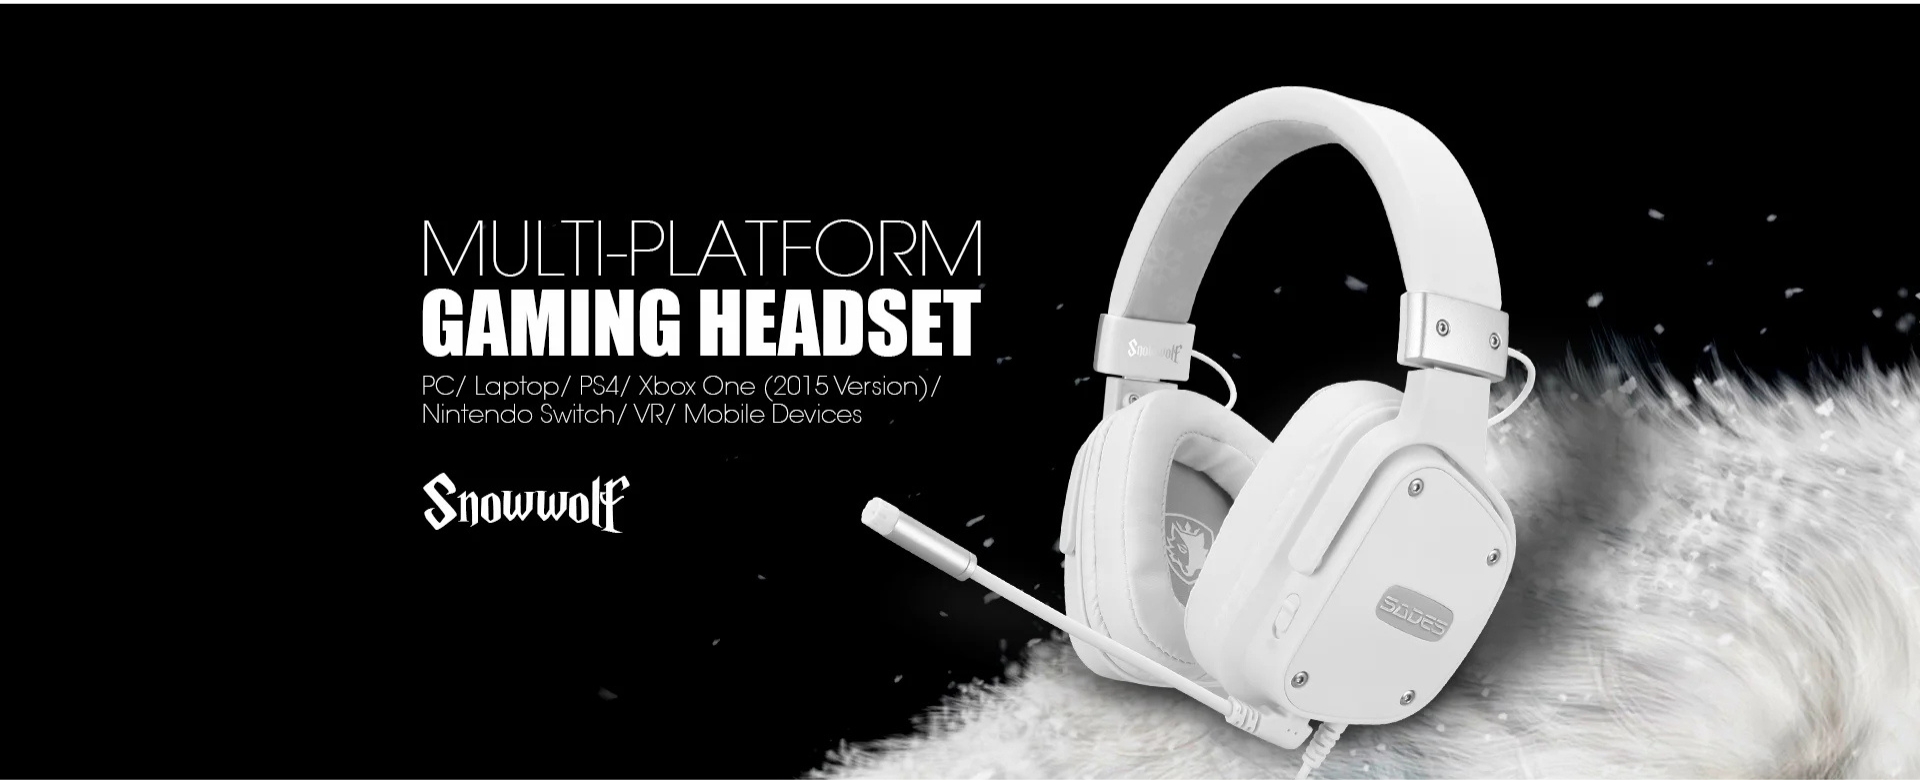 MULTI-PLATFORM
GAMING HEADSET
PC/ Laptop/ PS4/ Xbox One (2015 Version)/
Nintendo Switch/ VR/ Mobile Devices
Snowwolf
Snowwolf
SADES